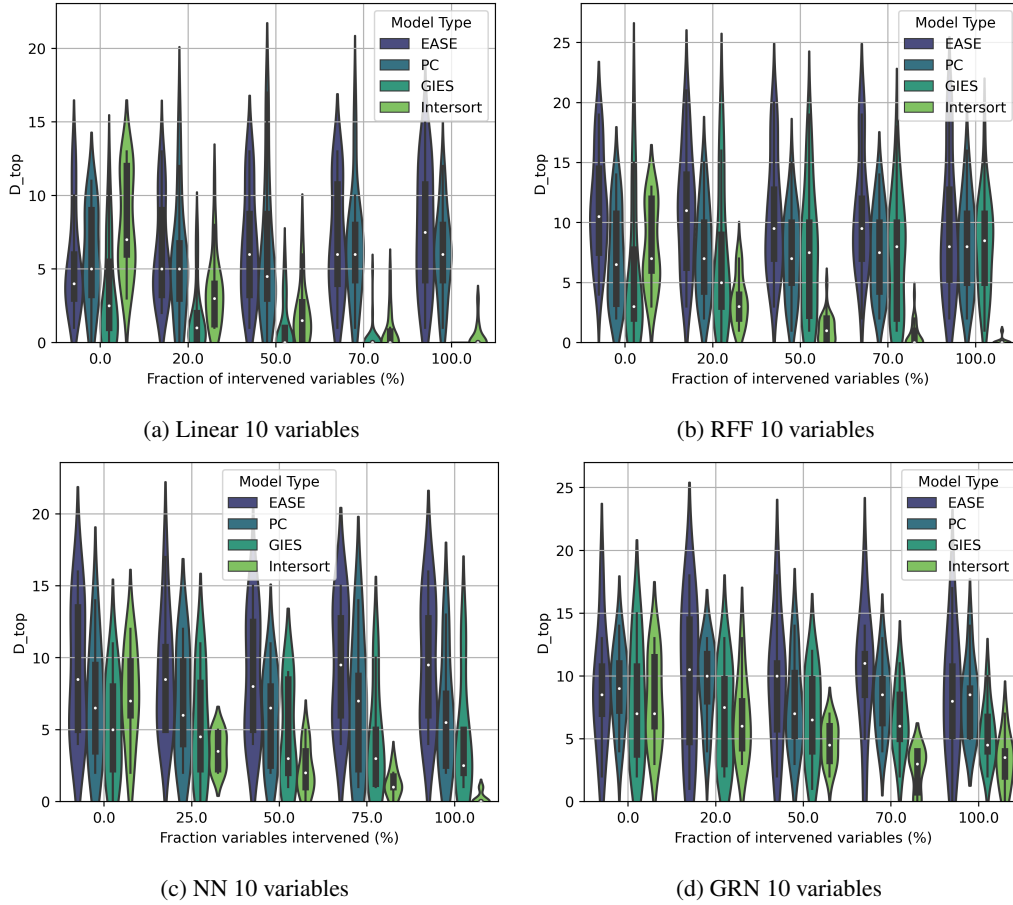 Model Type
EASE
PC
GIES
Intersort
20
15
10
5
0
D_top
0.0 20.0 50.0 70.0 100.0
Fraction of intervened variables (%)
(a) Linear 10 variables
Model Type
EASE
PC
GIES
Intersort
25
20
15
10
5
0
D_top
0.0 20.0 50.0 70.0 100.0
Fraction of intervened variables (%)
(b) RFF 10 variables
Model Type
EASE
PC
GIES
Intersort
20
15
10
5
0
D_top
0.0 25.0 50.0 75.0 100.0
Fraction variables intervened (%)
(c) NN 10 variables
Model Type
EASE
PC
GIES
Intersort
25
20
15
10
5
0
D_top
0.0 20.0 50.0 70.0 100.0
Fraction of intervened variables (%)
(d) GRN 10 variables